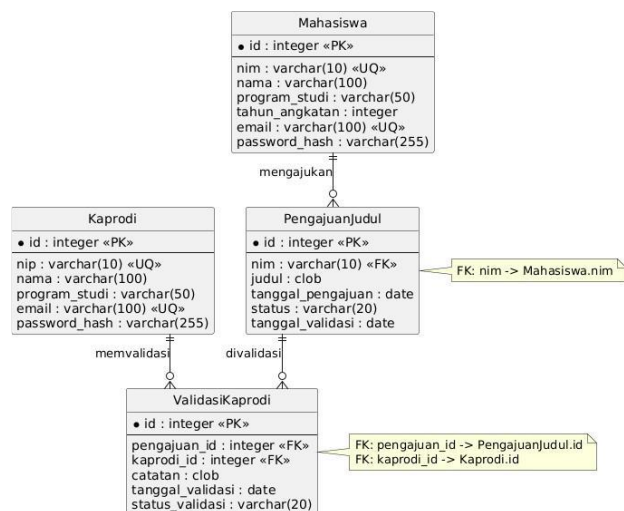 Mahasiswa
* id : integer «PK»
nim : varchar(10) «UQ»
nama : varchar(100)
program_studi : varchar(50)
tahun_angkatan : integer
email : varchar(100) «UQ»
password_hash : varchar(255)
mengajukan
Kaprodi
* id : integer «PK»
nip : varchar(10) «UQ»
nama : varchar(100)
program_studi : varchar(50)
email : varchar(100) «UQ»
password_hash : varchar(255)
PengajuanJudul
* id : integer «PK»
nim : varchar(10) «FK»
judul : clob
tanggal_pengajuan : date
status : varchar(20)
tanggal_validasi : date
FK: nim -> Mahasiswa.nim
memvalidasi
divalidasi
ValidasiKaprodi
* id : integer «PK»
pengajuan_id : integer «FK»
kaprodi_id : integer «FK»
catatan : clob
tanggal_validasi : date
status_validasi : varchar(20)
FK: pengajuan_id -> PengajuanJudul.id
FK: kaprodi_id -> Kaprodi.id